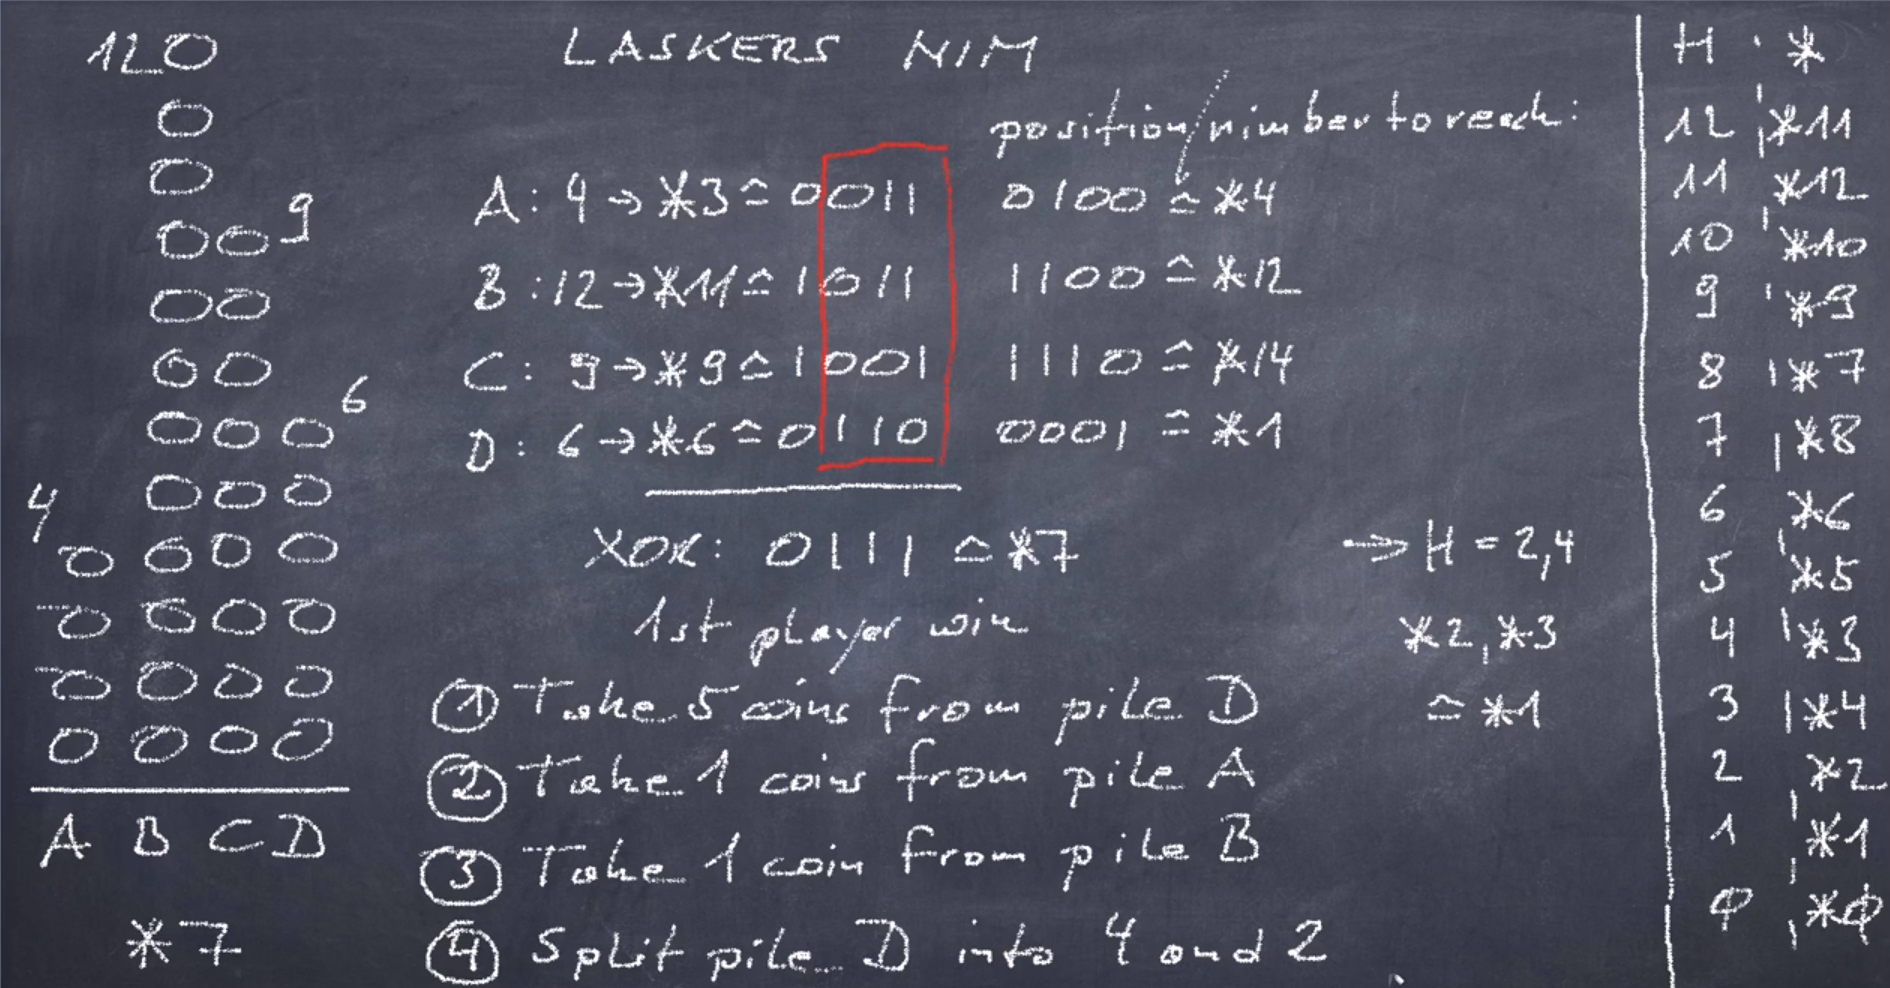 LASKERS NIM
12
9
6
4
A B C D
*7
position/nimber to reach:
A: 4 → *3 ≙ 0011 0100 ≙ *4
B: 12 → *11 ≙ 1011 1100 ≙ *12
C: 9 → *9 ≙ 1001 1110 ≙ *14
D: 6 → *6 ≙ 0110 0001 ≙ *1
XOR: 0111 ≙ *7
1st player win
→ H = 2,4
*2, *3
≙ *1
① Take 5 coins from pile D
② Take 1 coins from pile A
③ Take 1 coin from pile B
④ Split pile D into 4 and 2
H *
12 *11
11 *12
10 *10
9 *9
8 *7
7 *8
6 *6
5 *5
4 *3
3 *4
2 *2
1 *1
0 *0